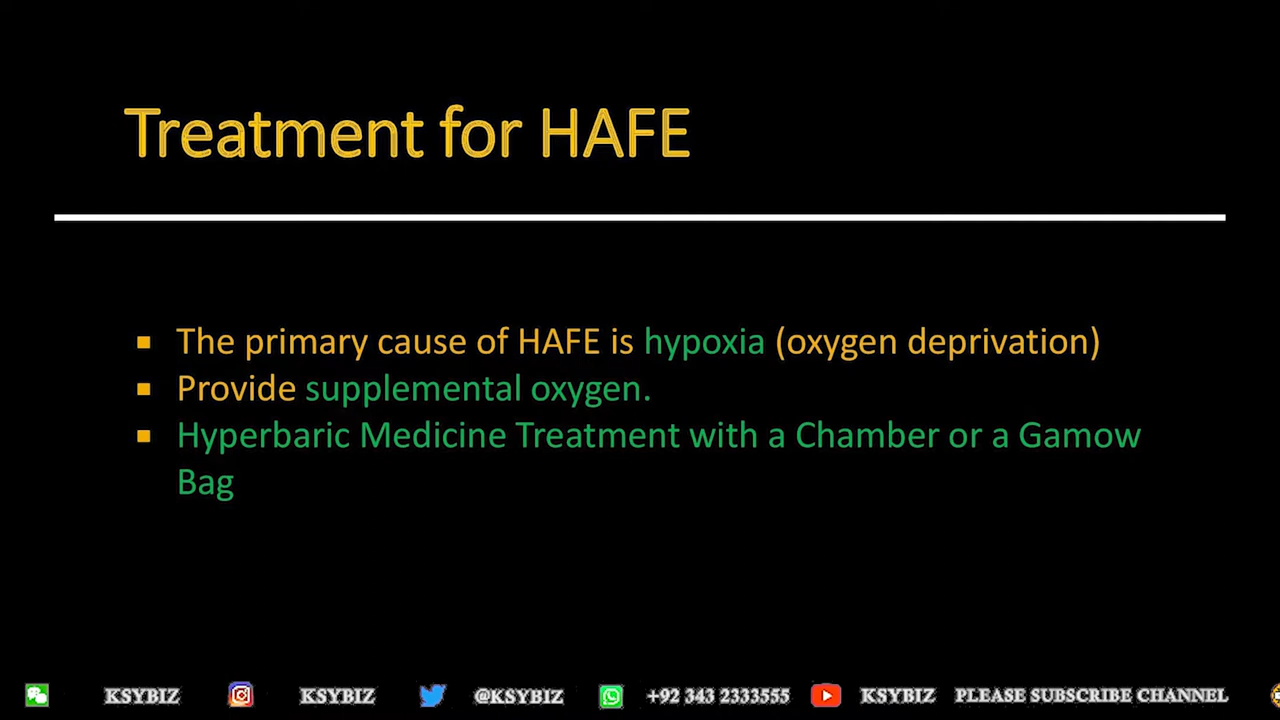 Treatment for HAFE
The primary cause of HAFE is hypoxia (oxygen deprivation)
Provide supplemental oxygen.
Hyperbaric Medicine Treatment with a Chamber or a Gamow
Bag
KSYBIZ KSYBIZ @KSYBIZ +92 343 2333555 KSYBIZ PLEASE SUBSCRIBE CHANNEL